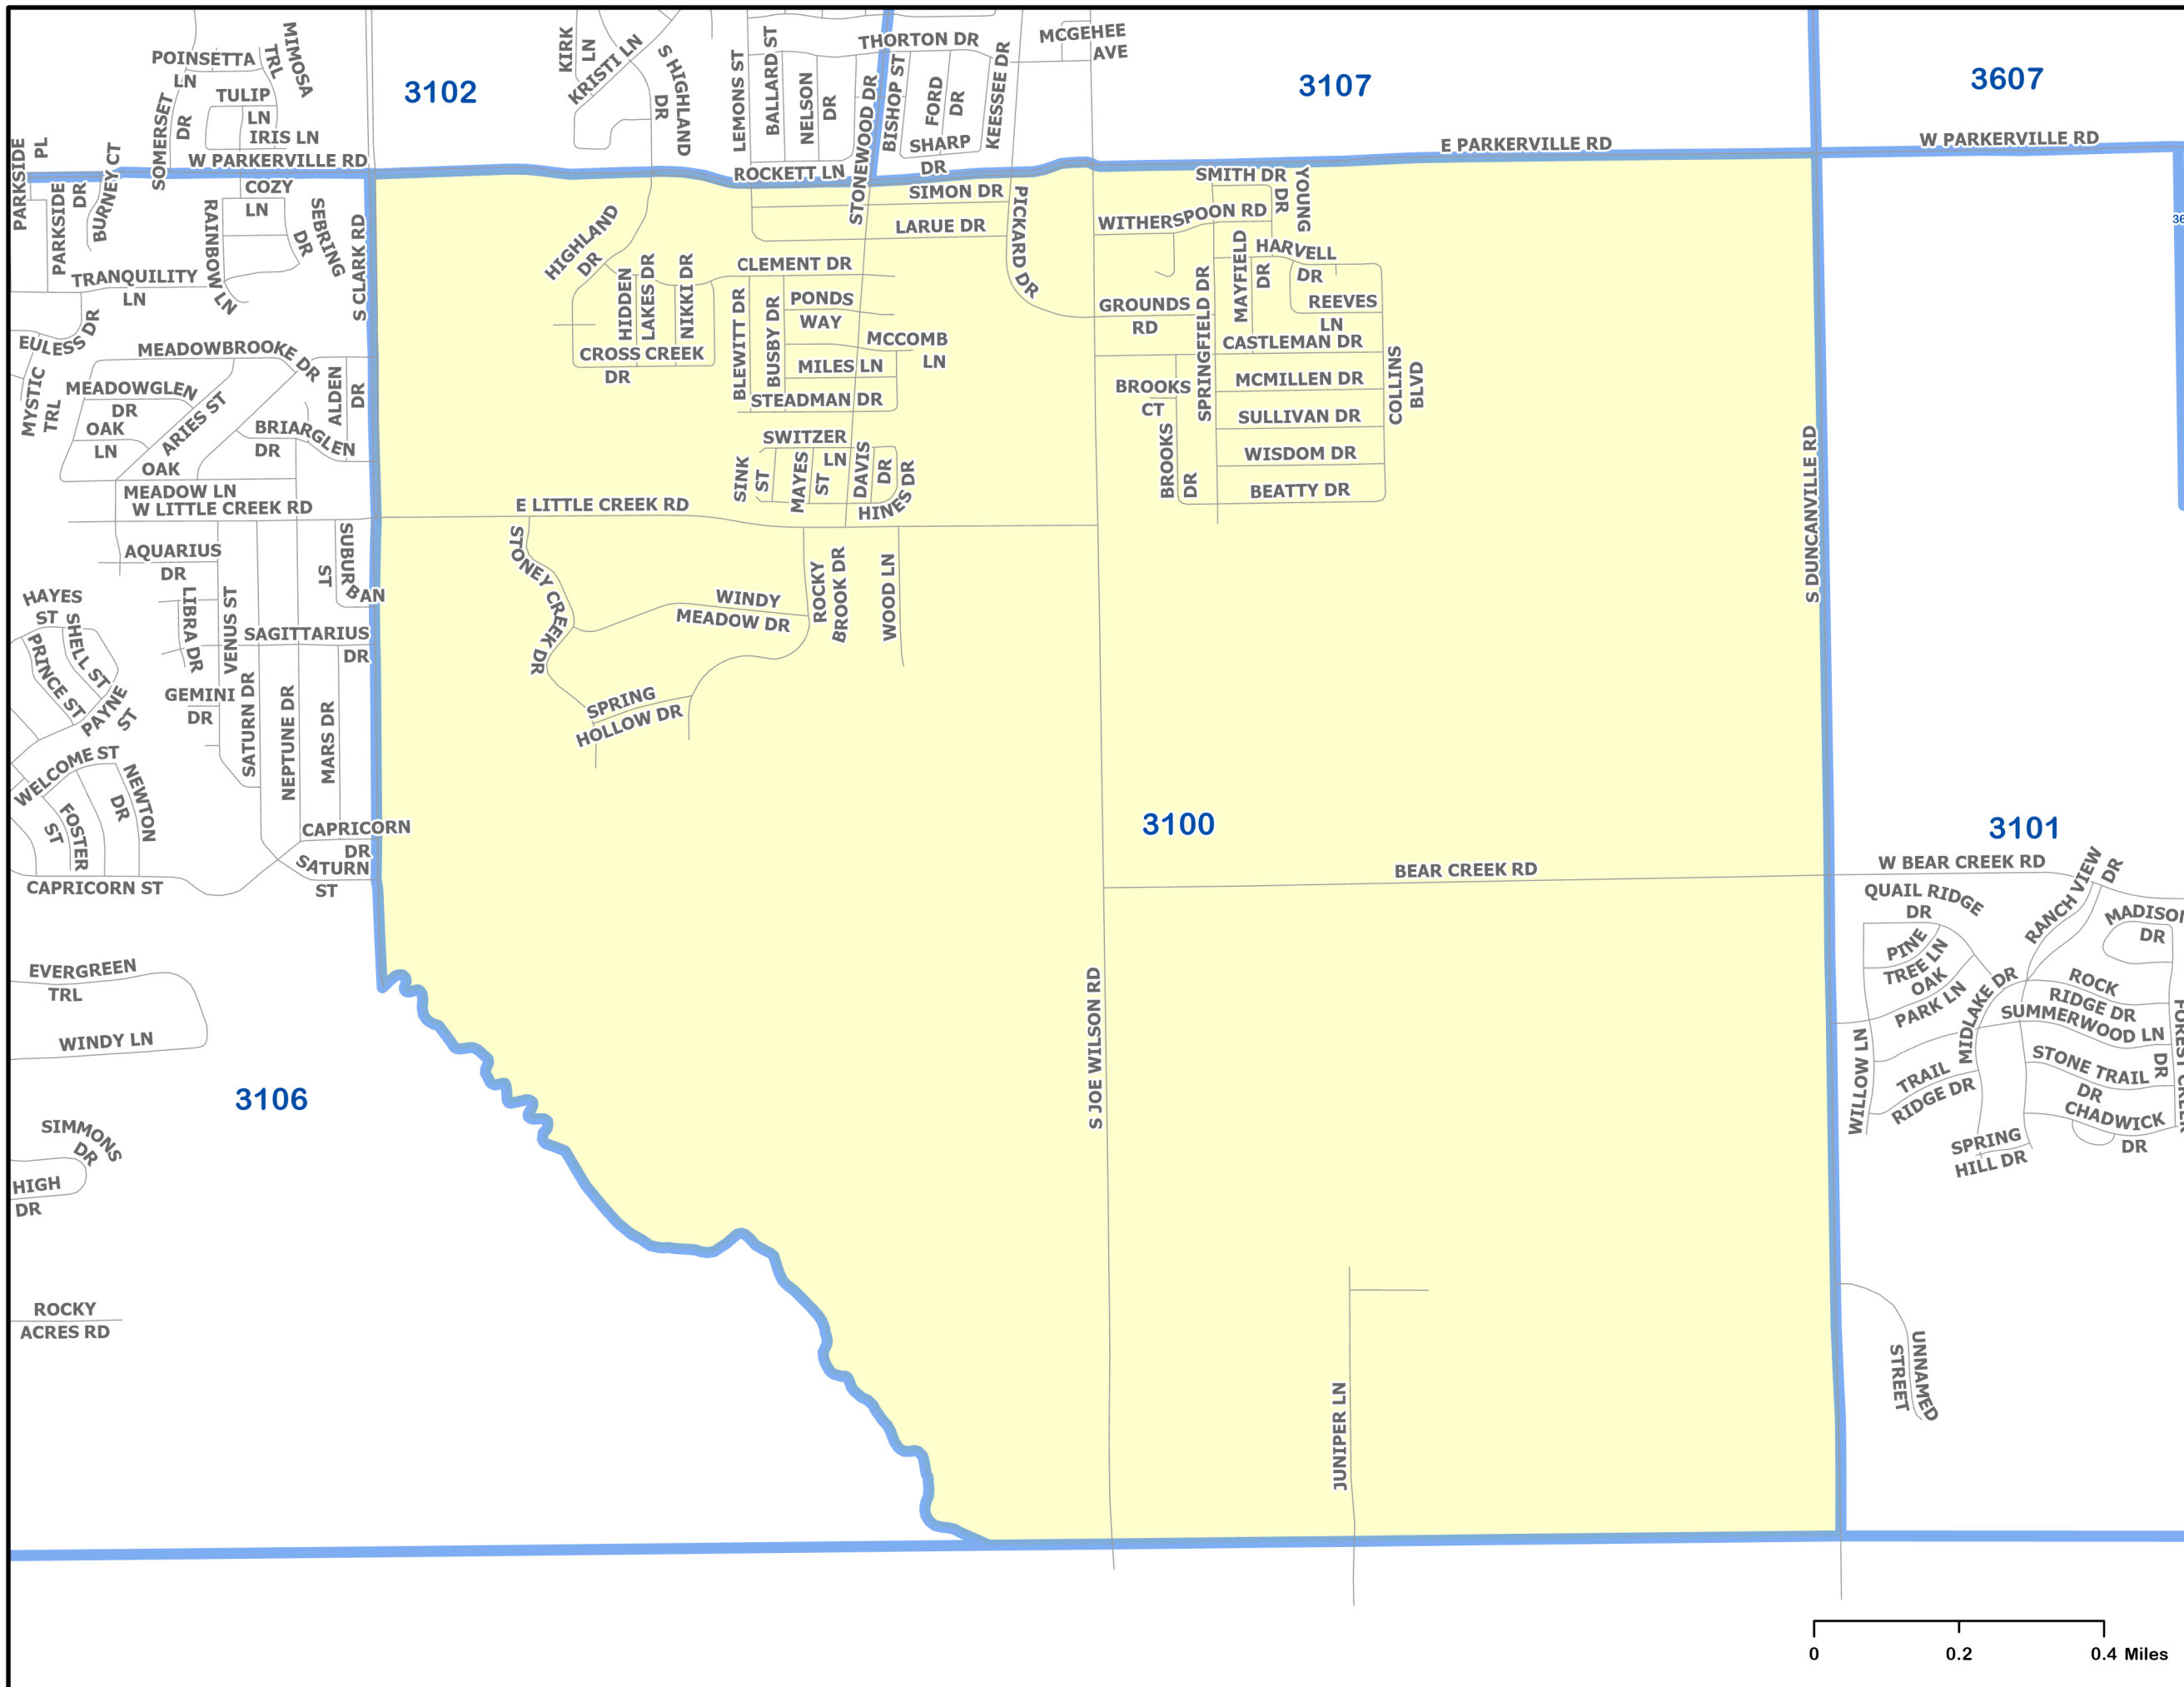 3102
3107
3607
3100
3101
3106
POINSETTA
LN
MIMOSA
TRL
TULIP
LN
IRIS LN
SOMERSET
DR
W PARKERVILLE RD
PARKSIDE
PL
PARKSIDE
DR
BURNEY CT
COZY
LN
RAINBOW LN
SEBRING
DR
S CLARK RD
TRANQUILITY
LN
EULESS DR
MYSTIC
TRL
MEADOWBROOKE DR
MEADOWGLEN
DR
OAK
LN
ARIES ST
ALDEN
DR
BRIARGLEN
DR
OAK
MEADOW LN
W LITTLE CREEK RD
AQUARIUS
DR
SUBURBAN
ST
HAYES
ST
SHELL ST
PRINCE ST
PAYNE
ST
LIBRA DR
VENUS ST
SAGITTARIUS
DR
GEMINI
DR
SATURN DR
NEPTUNE DR
MARS DR
WELCOME ST
NEWTON
DR
FOSTER
ST
CAPRICORN
DR
SATURN
ST
CAPRICORN ST
EVERGREEN
TRL
WINDY LN
SIMMONS
DR
HIGH
DR
ROCKY
ACRES RD
KIRK
LN
KRISTI LN
S HIGHLAND
DR
LEMONS ST
BALLARD ST
NELSON
DR
THORTON DR
STONEWOOD DR
BISHOP ST
FORD
DR
KEESSEE DR
SHARP
DR
MCGEHEE
AVE
ROCKETT LN
SIMON DR
LARUE DR
PICKARD DR
HIGHLAND
DR
HIDDEN
LAKES DR
NIKKI DR
CROSS CREEK
DR
CLEMENT DR
BLEWITT DR
BUSBY DR
PONDS
WAY
MCCOMB
LN
MILES LN
STEADMAN DR
SWITZER
LN
SINK
ST
MAYES
ST
DAVIS
DR
HINES DR
E LITTLE CREEK RD
STONEY CREEK DR
WINDY
MEADOW DR
ROCKY
BROOK DR
WOOD LN
SPRING
HOLLOW DR
E PARKERVILLE RD
SMITH DR
YOUNG
DR
WITHERSPOON RD
HARVELL
DR
MAYFIELD
DR
REEVES
LN
GROUNDS
RD
SPRINGFIELD DR
CASTLEMAN DR
COLLINS
BLVD
BROOKS
CT
MCMILLEN DR
SULLIVAN DR
WISDOM DR
BEATTY DR
BROOKS
DR
S JOE WILSON RD
BEAR CREEK RD
JUNIPER LN
S DUNCANVILLE RD
W PARKERVILLE RD
36
W BEAR CREEK RD
QUAIL RIDGE
DR
PINE
TREE LN
OAK
PARK LN
RANCH VIEW
DR
MADISON
DR
MIDLAKE DR
ROCK
RIDGE DR
SUMMERWOOD LN
STONE TRAIL
DR
CHADWICK
DR
FOREST CREEK
DR
WILLOW LN
TRAIL
RIDGE DR
SPRING
HILL DR
UNNAMED
STREET
0
0.2
0.4 Miles